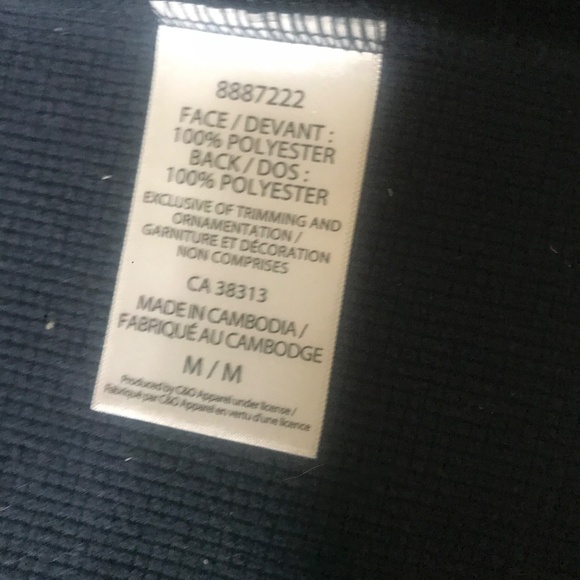 8887222
FACE / DEVANT :
100% POLYESTER
BACK / DOS :
100% POLYESTER
EXCLUSIVE OF TRIMMING AND
ORNAMENTATION /
GARNITURE ET DÉCORATION
NON COMPRISES
CA 38313
MADE IN CAMBODIA /
FABRIQUÉ AU CAMBODGE
M / M
Produced by C&G Apparel under license /
Fabriqué par C&G Apparel en vertu d'une licence